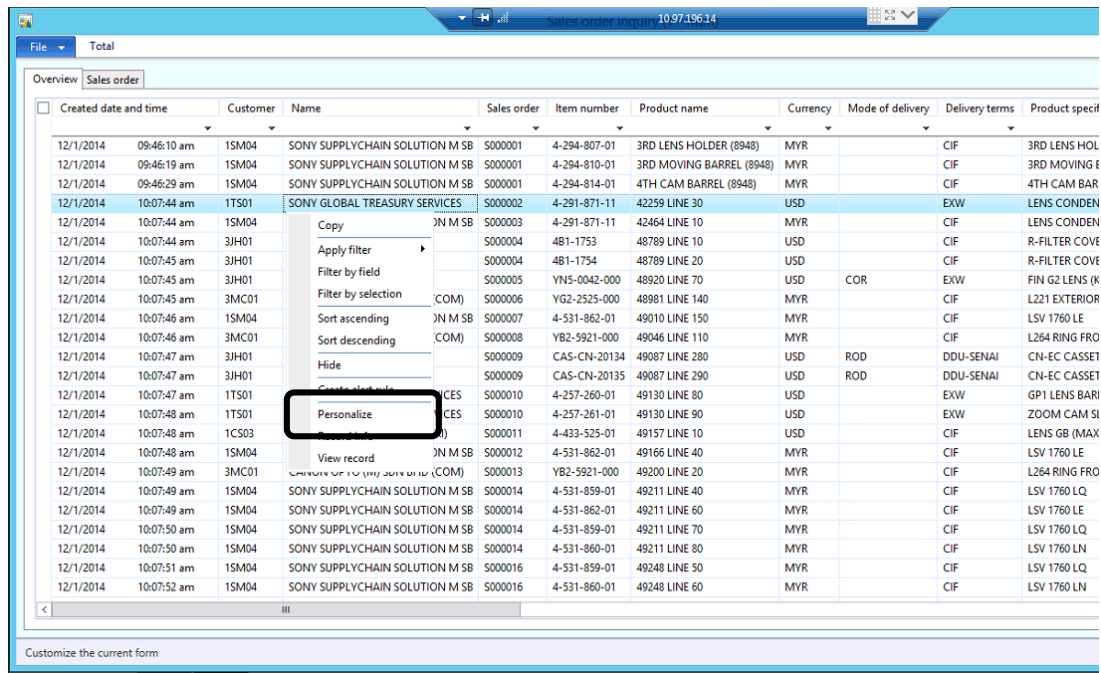 Sales order inquiry
10.97.196.14
File
Total
Overview
Sales order
Created date and time Customer Name Sales order Item number Product name Currency Mode of delivery Delivery terms Product specif
12/1/2014 09:46:10 am 1SM04 SONY SUPPLYCHAIN SOLUTION M SB S000001 4-294-807-01 3RD LENS HOLDER (8948) MYR CIF 3RD LENS HOL
12/1/2014 09:46:19 am 1SM04 SONY SUPPLYCHAIN SOLUTION M SB S000001 4-294-810-01 3RD MOVING BARREL (8948) MYR CIF 3RD MOVING B
12/1/2014 09:46:29 am 1SM04 SONY SUPPLYCHAIN SOLUTION M SB S000001 4-294-814-01 4TH CAM BARREL (8948) MYR CIF 4TH CAM BAR
12/1/2014 10:07:44 am 1TS01 SONY GLOBAL TREASURY SERVICES S000002 4-291-871-11 42259 LINE 30 USD EXW LENS CONDEN
12/1/2014 10:07:44 am 1SM04 ON M SB S000003 4-291-871-11 42464 LINE 10 MYR CIF LENS CONDEN
12/1/2014 10:07:44 am 3JH01 S000004 4B1-1753 48789 LINE 10 USD CIF R-FILTER COVE
12/1/2014 10:07:45 am 3JH01 S000004 4B1-1754 48789 LINE 20 USD CIF R-FILTER COVE
12/1/2014 10:07:45 am 3JH01 S000005 YN5-0042-000 48920 LINE 70 USD COR EXW FIN G2 LENS (K
12/1/2014 10:07:45 am 3MC01 (COM) S000006 YG2-2525-000 48981 LINE 140 MYR CIF L221 EXTERIOR
12/1/2014 10:07:46 am 1SM04 ON M SB S000007 4-531-862-01 49010 LINE 150 MYR CIF LSV 1760 LE
12/1/2014 10:07:46 am 3MC01 (COM) S000008 YB2-5921-000 49046 LINE 110 MYR CIF L264 RING FRO
12/1/2014 10:07:47 am 3JH01 S000009 CAS-CN-20134 49087 LINE 280 USD ROD DDU-SENAI CN-EC CASSET
12/1/2014 10:07:47 am 3JH01 S000009 CAS-CN-20135 49087 LINE 290 USD ROD DDU-SENAI CN-EC CASSET
12/1/2014 10:07:47 am 1TS01 ICES S000010 4-257-260-01 49130 LINE 80 USD EXW GP1 LENS BARI
12/1/2014 10:07:48 am 1TS01 ICES S000010 4-257-261-01 49130 LINE 90 USD EXW ZOOM CAM SL
12/1/2014 10:07:48 am 1CS03 S000011 4-433-525-01 49157 LINE 10 USD CIF LENS GB (MAX
12/1/2014 10:07:48 am 1SM04 ON M SB S000012 4-531-862-01 49166 LINE 40 MYR CIF LSV 1760 LE
12/1/2014 10:07:49 am 3MC01 CANON OPTO (M) SDN BHD (COM) S000013 YB2-5921-000 49200 LINE 20 MYR CIF L264 RING FRO
12/1/2014 10:07:49 am 1SM04 SONY SUPPLYCHAIN SOLUTION M SB S000014 4-531-859-01 49211 LINE 40 MYR CIF LSV 1760 LQ
12/1/2014 10:07:49 am 1SM04 SONY SUPPLYCHAIN SOLUTION M SB S000014 4-531-862-01 49211 LINE 60 MYR CIF LSV 1760 LE
12/1/2014 10:07:50 am 1SM04 SONY SUPPLYCHAIN SOLUTION M SB S000014 4-531-859-01 49211 LINE 70 MYR CIF LSV 1760 LQ
12/1/2014 10:07:50 am 1SM04 SONY SUPPLYCHAIN SOLUTION M SB S000014 4-531-860-01 49211 LINE 80 MYR CIF LSV 1760 LN
12/1/2014 10:07:51 am 1SM04 SONY SUPPLYCHAIN SOLUTION M SB S000016 4-531-859-01 49248 LINE 50 MYR CIF LSV 1760 LQ
12/1/2014 10:07:52 am 1SM04 SONY SUPPLYCHAIN SOLUTION M SB S000016 4-531-860-01 49248 LINE 60 MYR CIF LSV 1760 LN
Copy
Apply filter
Filter by field
Filter by selection
Sort ascending
Sort descending
Hide
Create alert rule
Personalize
Record info
View record
Customize the current form